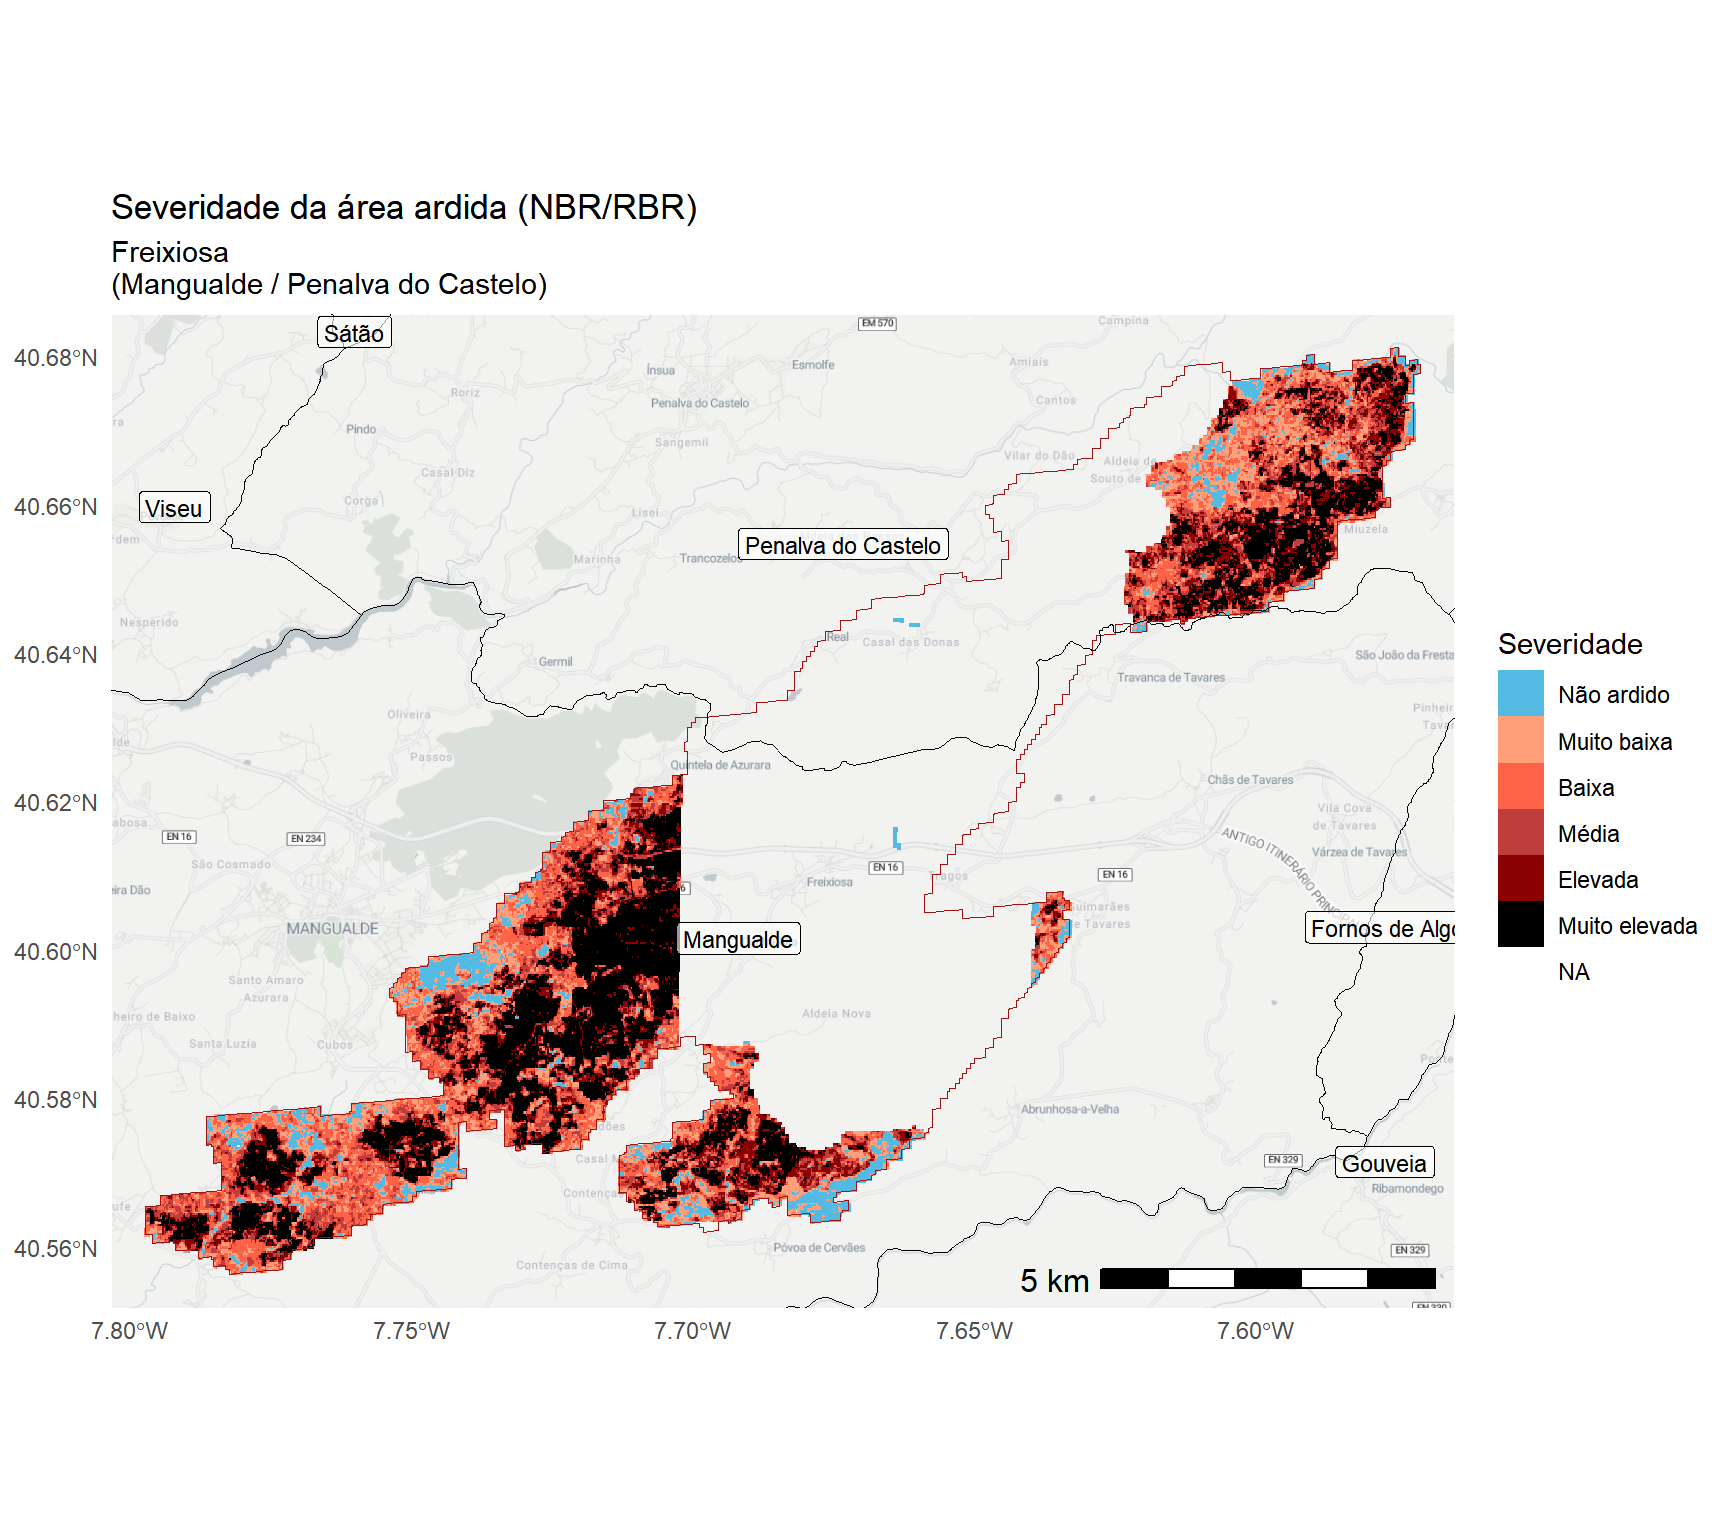 Severidade da área ardida (NBR/RBR)
Freixiosa
(Mangualde / Penalva do Castelo)
40.68°N
40.66°N
40.64°N
40.62°N
40.60°N
40.58°N
40.56°N
Sátão
EM 570
Campina
Ínsua
Esmolfe
Amiais
Roriz
Penalva do Castelo
Cantos
Pindo
Sangemil
Vilar do Dão
Aldeia de
Souto de
Casal Diz
Corga
Viseu
Lisei
Miuzela
Penalva do Castelo
Marinha
Trancozelos
Nesperido
Real
Casal das Donas
Germil
São João da Fresta
Travanca de Tavares
Oliveira
Passos
Quintela de Azurara
Chãs de Tavares
Vila Cova
de Tavares
EN 16
EN 234
ANTIGO ITINERÁRIO
Várzea de Tavares
São Cosmado
EN 16
EN 16
Freixiosa
MANGUALDE
Mangualde
Fornos de Algo
Guimarães
de Tavares
Santo Amaro
Azurara
Aldeia Nova
Santa Luzia
Cubos
Abrunhosa-a-Velha
EN 329
Gouveia
Ribamondego
Póvoa de Cervães
EN 329
Contenças de Cima
5 km
7.80°W
7.75°W
7.70°W
7.65°W
7.60°W
Severidade
Não ardido
Muito baixa
Baixa
Média
Elevada
Muito elevada
NA